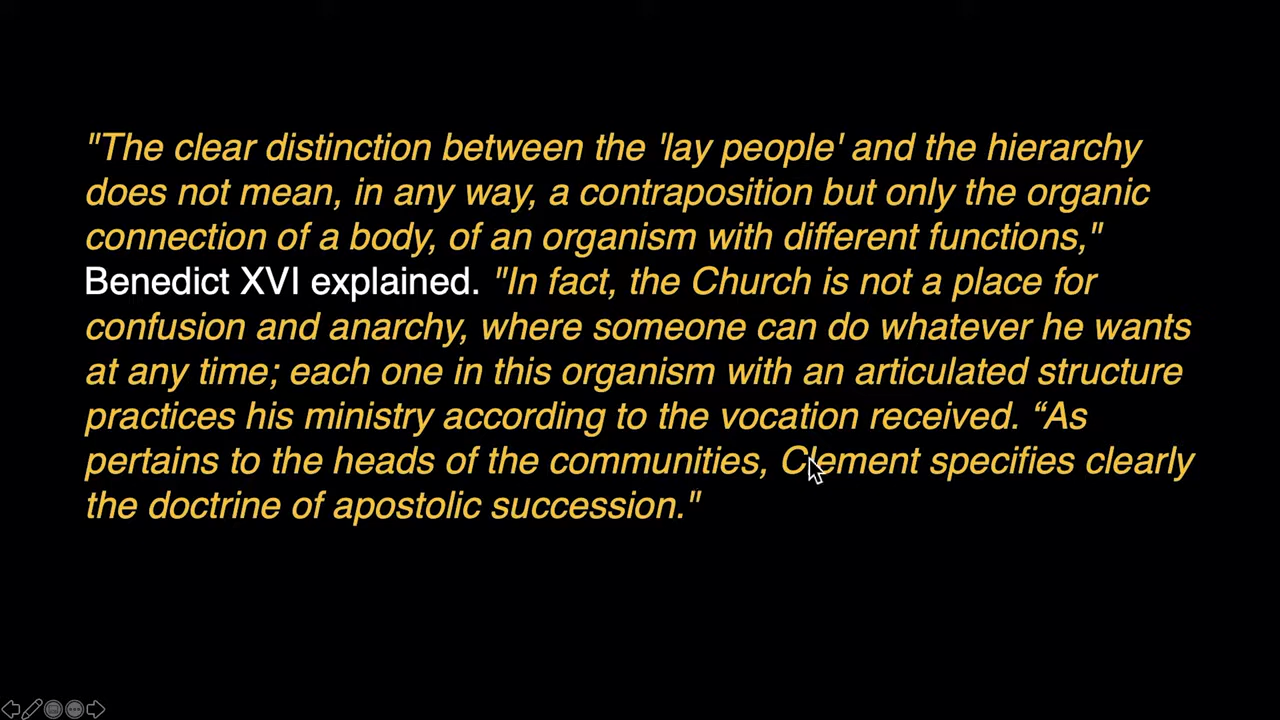 "The clear distinction between the 'lay people' and the hierarchy
does not mean, in any way, a contraposition but only the organic
connection of a body, of an organism with different functions,"
Benedict XVI explained. "In fact, the Church is not a place for
confusion and anarchy, where someone can do whatever he wants
at any time; each one in this organism with an articulated structure
practices his ministry according to the vocation received. “As
pertains to the heads of the communities, Clement specifies clearly
the doctrine of apostolic succession."